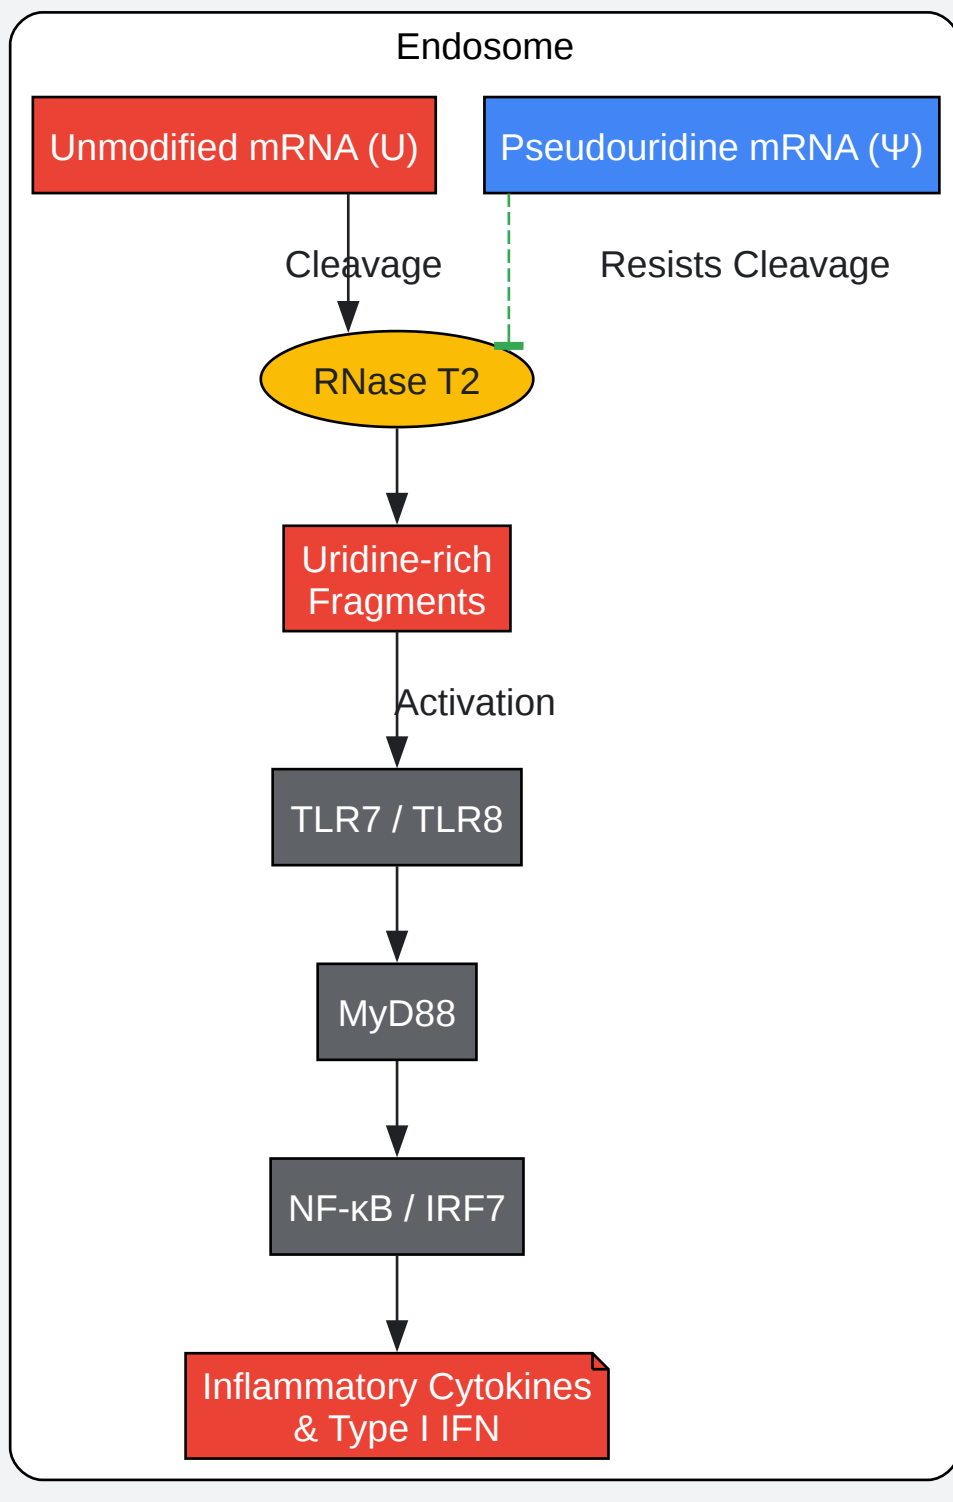 Endosome
Unmodified mRNA (U)
Pseudouridine mRNA (Ψ)
Cleavage
Resists Cleavage
RNase T2
Uridine-rich
Fragments
Activation
TLR7 / TLR8
MyD88
NF-κB / IRF7
Inflammatory Cytokines
& Type I IFN